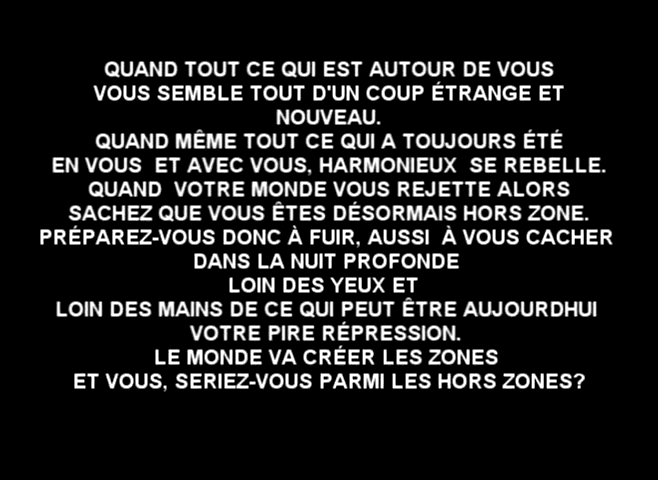 QUAND TOUT CE QUI EST AUTOUR DE VOUS
VOUS SEMBLE TOUT D'UN COUP ÉTRANGE ET
NOUVEAU.
QUAND MÊME TOUT CE QUI A TOUJOURS ÉTÉ
EN VOUS ET AVEC VOUS, HARMONIEUX SE REBELLE.
QUAND VOTRE MONDE VOUS REJETTE ALORS
SACHEZ QUE VOUS ÊTES DÉSORMAIS HORS ZONE.
PRÉPAREZ-VOUS DONC À FUIR, AUSSI À VOUS CACHER
DANS LA NUIT PROFONDE
LOIN DES YEUX ET
LOIN DES MAINS DE CE QUI PEUT ÊTRE AUJOURDHUI
VOTRE PIRE RÉPRESSION.
LE MONDE VA CRÉER LES ZONES
ET VOUS, SERIEZ-VOUS PARMI LES HORS ZONES?